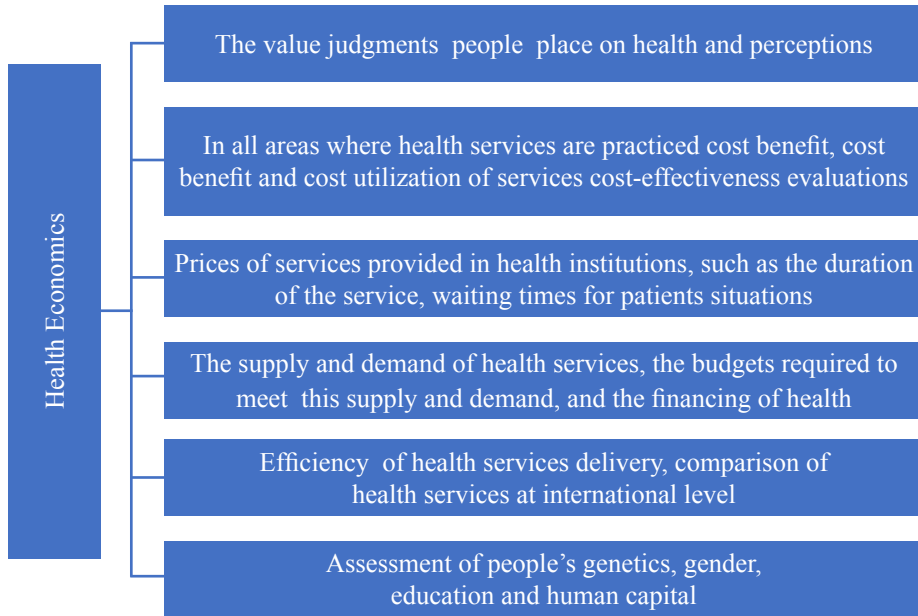 Health Economics
The value judgments people place on health and perceptions
In all areas where health services are practiced cost benefit, cost
benefit and cost utilization of services cost-effectiveness evaluations
Prices of services provided in health institutions, such as the duration
of the service, waiting times for patients situations
The supply and demand of health services, the budgets required to
meet this supply and demand, and the financing of health
Efficiency of health services delivery, comparison of
health services at international level
Assessment of people's genetics, gender,
education and human capital